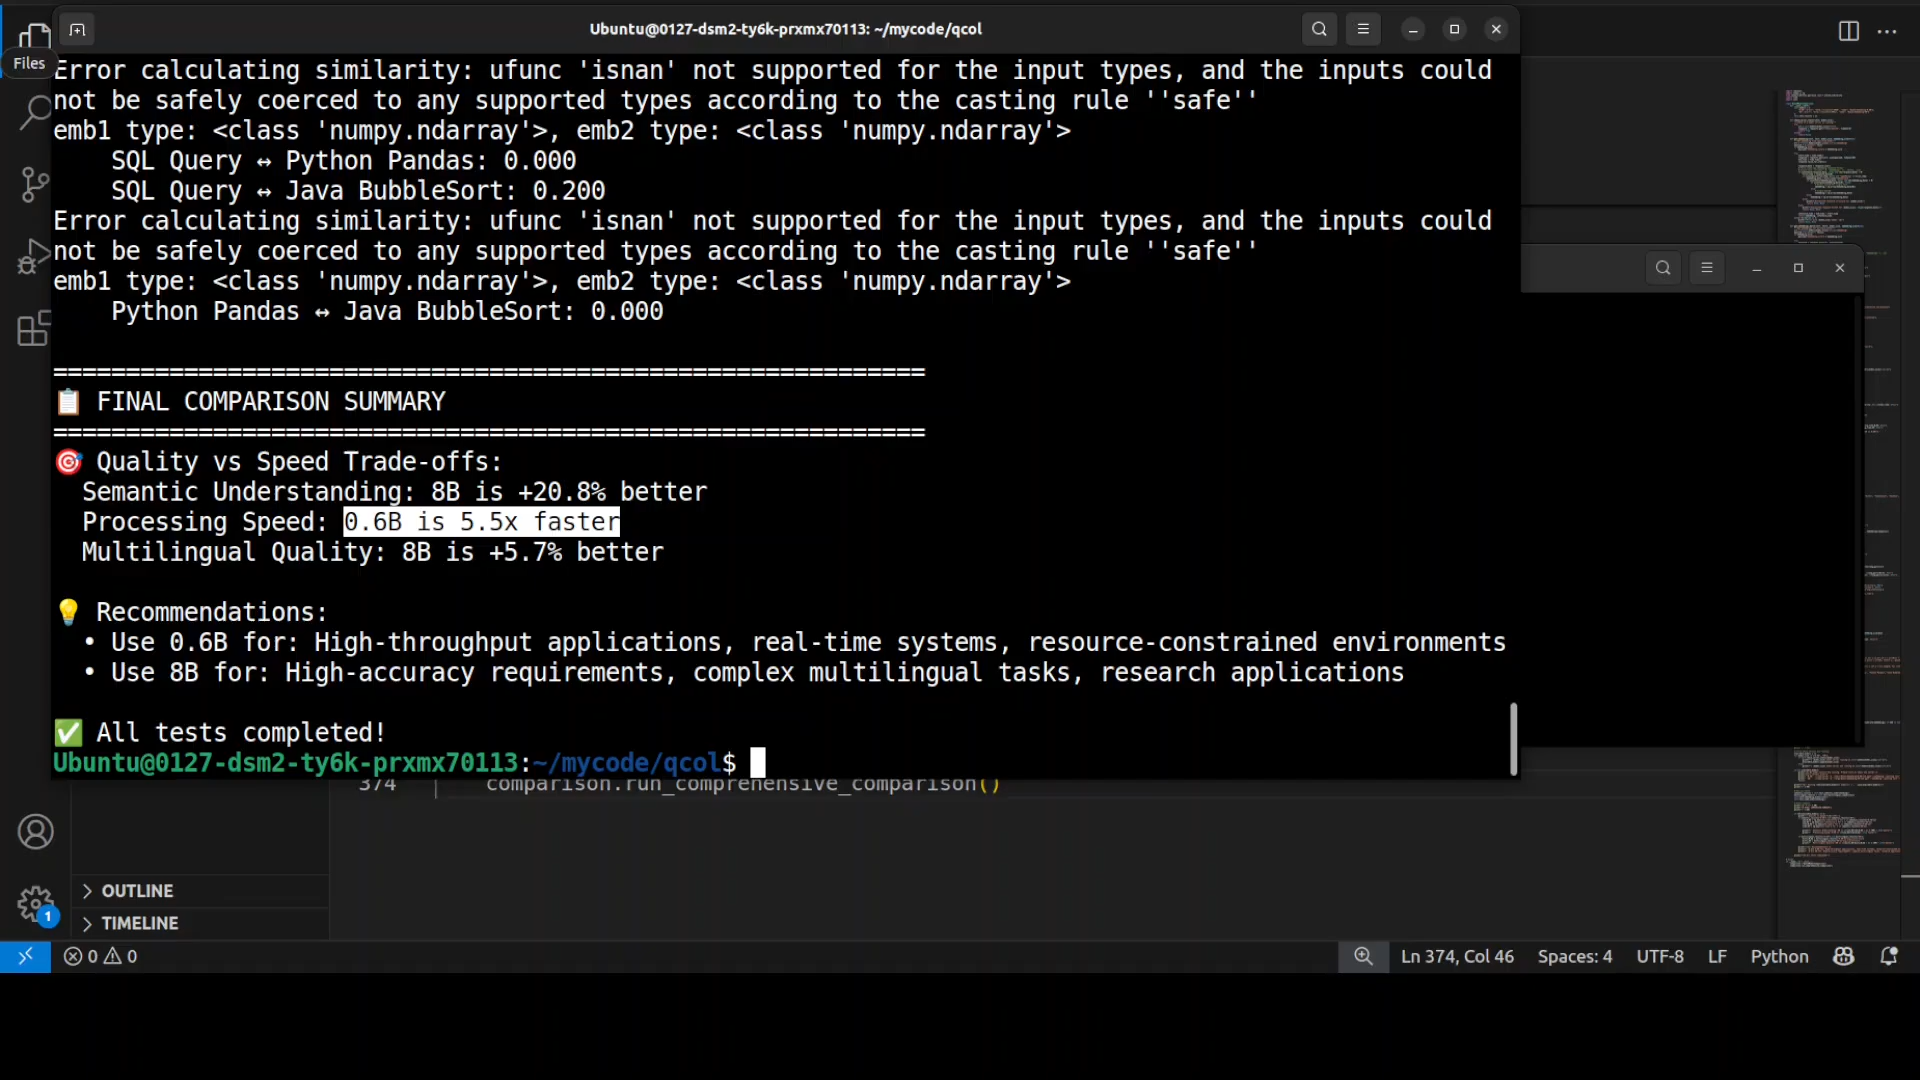 Ubuntu@0127-dsm2-ty6k-prxmx70113: ~/mycode/qcol
Files
Error calculating similarity: ufunc 'isnan' not supported for the input types, and the inputs could
not be safely coerced to any supported types according to the casting rule ''safe''
emb1 type: <class 'numpy.ndarray'>, emb2 type: <class 'numpy.ndarray'>
SQL Query ↔ Python Pandas: 0.000
SQL Query ↔ Java BubbleSort: 0.200
Error calculating similarity: ufunc 'isnan' not supported for the input types, and the inputs could
not be safely coerced to any supported types according to the casting rule ''safe''
emb1 type: <class 'numpy.ndarray'>, emb2 type: <class 'numpy.ndarray'>
Python Pandas ↔ Java BubbleSort: 0.000
============================================================
📋 FINAL COMPARISON SUMMARY
============================================================
🎯 Quality vs Speed Trade-offs:
Semantic Understanding: 8B is +20.8% better
Processing Speed: 0.6B is 5.5x faster
Multilingual Quality: 8B is +5.7% better
💡 Recommendations:
• Use 0.6B for: High-throughput applications, real-time systems, resource-constrained environments
• Use 8B for: High-accuracy requirements, complex multilingual tasks, research applications
✅ All tests completed!
Ubuntu@0127-dsm2-ty6k-prxmx70113:~/mycode/qcol$
374 comparison.run_comprehensive_comparison()
OUTLINE
1
TIMELINE
0 0 Ln 374, Col 46 Spaces: 4 UTF-8 LF Python